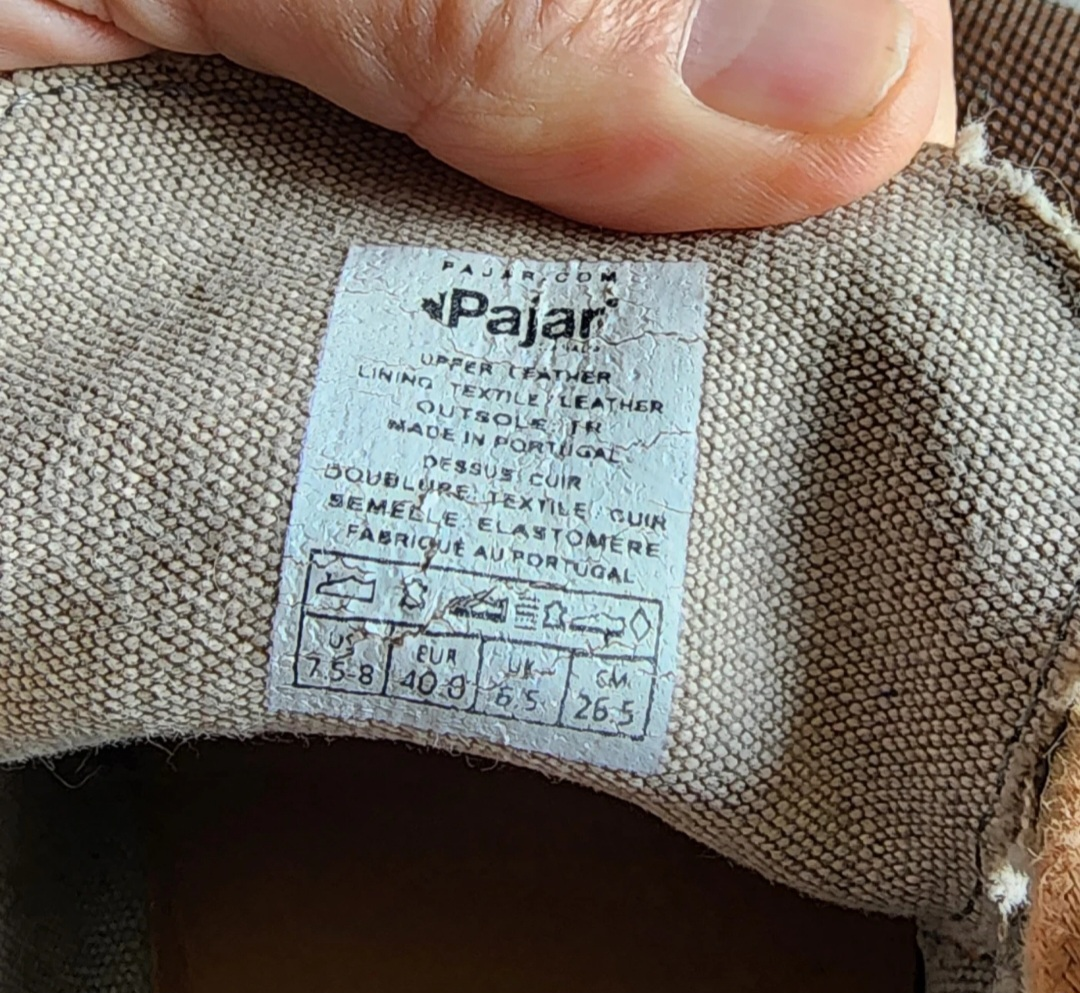 PAJAR.COM
Pajar
UPPER LEATHER
LINING TEXTILE/LEATHER
OUTSOLE TR
MADE IN PORTUGAL
DESSUS CUIR
DOUBLURE TEXTILE/CUIR
SEMELLE ELASTOMERE
FABRIQUÉ AU PORTUGAL
US EUR UK CM
7.5-8 40.0 6.5 26.5